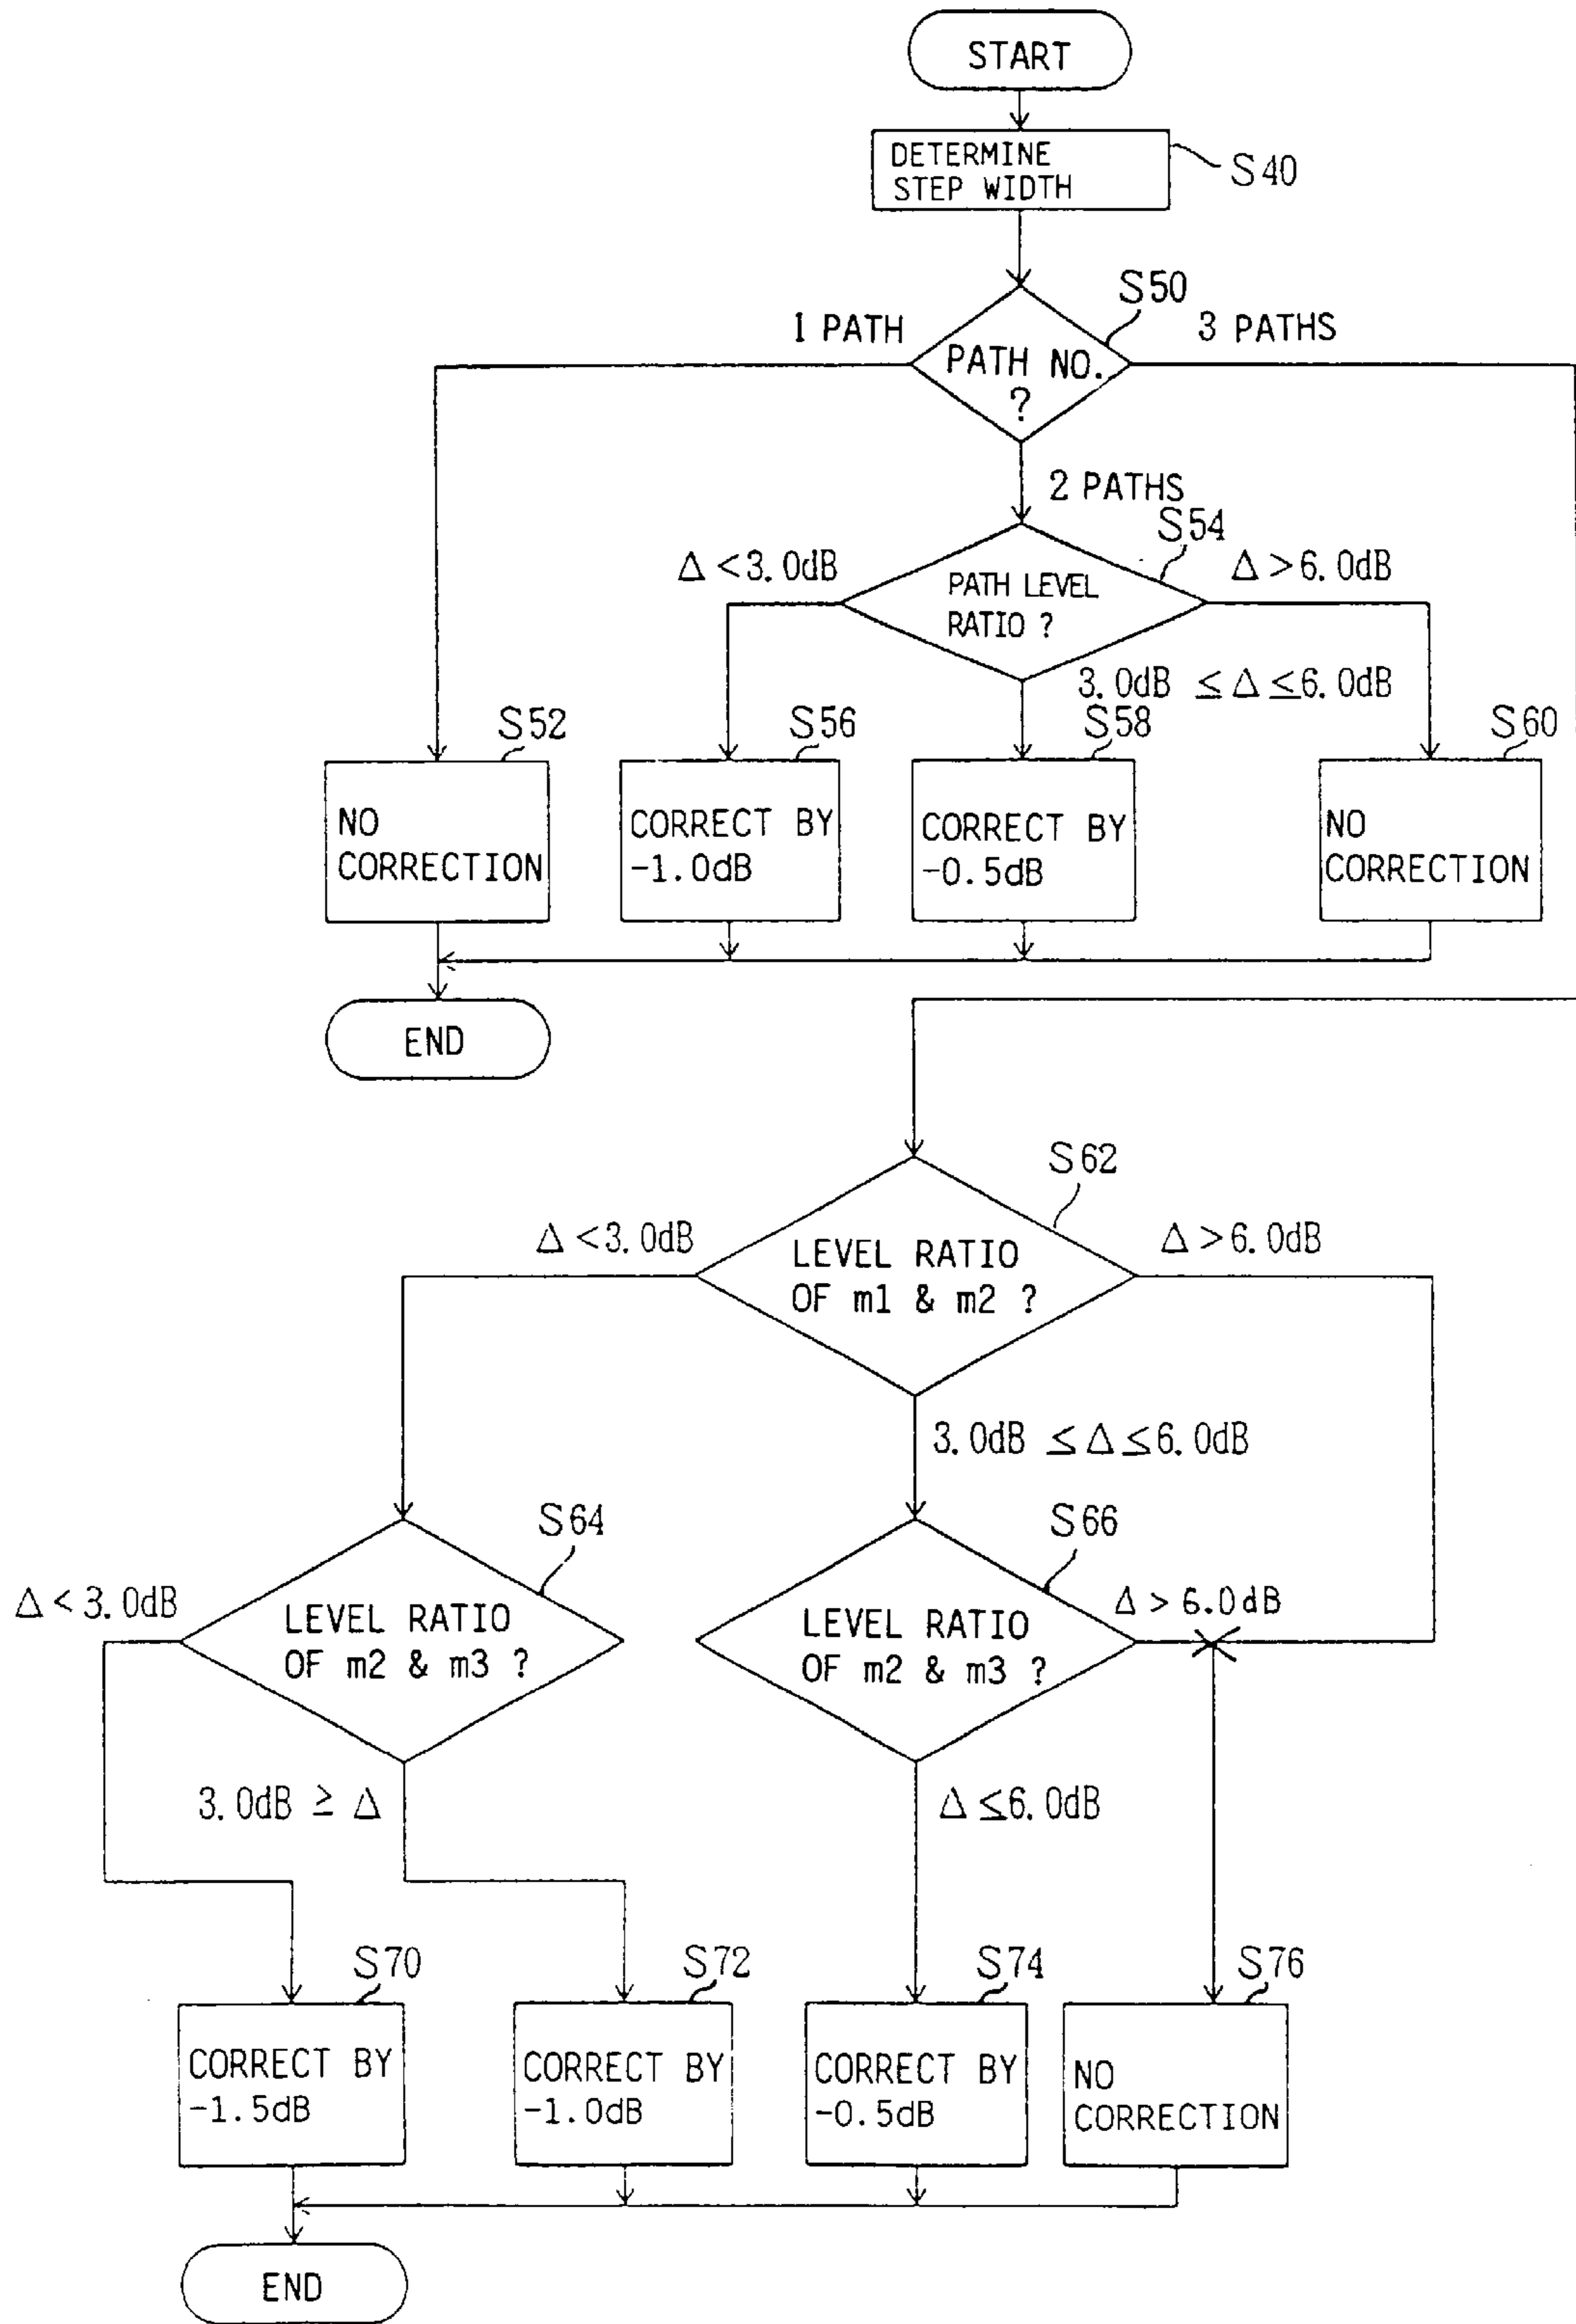 START
DETERMINE
STEP WIDTH
S40
S50
1 PATH
3 PATHS
PATH NO.
?
2 PATHS
S54
Δ<3.0dB
Δ>6.0dB
PATH LEVEL
RATIO ?
3.0dB ≤Δ≤6.0dB
S52
S56
S58
S60
NO
CORRECTION
CORRECT BY
-1.0dB
CORRECT BY
-0.5dB
NO
CORRECTION
END
S62
Δ<3.0dB
Δ>6.0dB
LEVEL RATIO
OF m1 & m2 ?
3.0dB ≤Δ≤6.0dB
S64
S66
Δ<3.0dB
Δ>6.0dB
LEVEL RATIO
OF m2 & m3 ?
LEVEL RATIO
OF m2 & m3 ?
3.0dB ≥ Δ
Δ≤6.0dB
S70
S72
S74
S76
CORRECT BY
-1.5dB
CORRECT BY
-1.0dB
CORRECT BY
-0.5dB
NO
CORRECTION
END